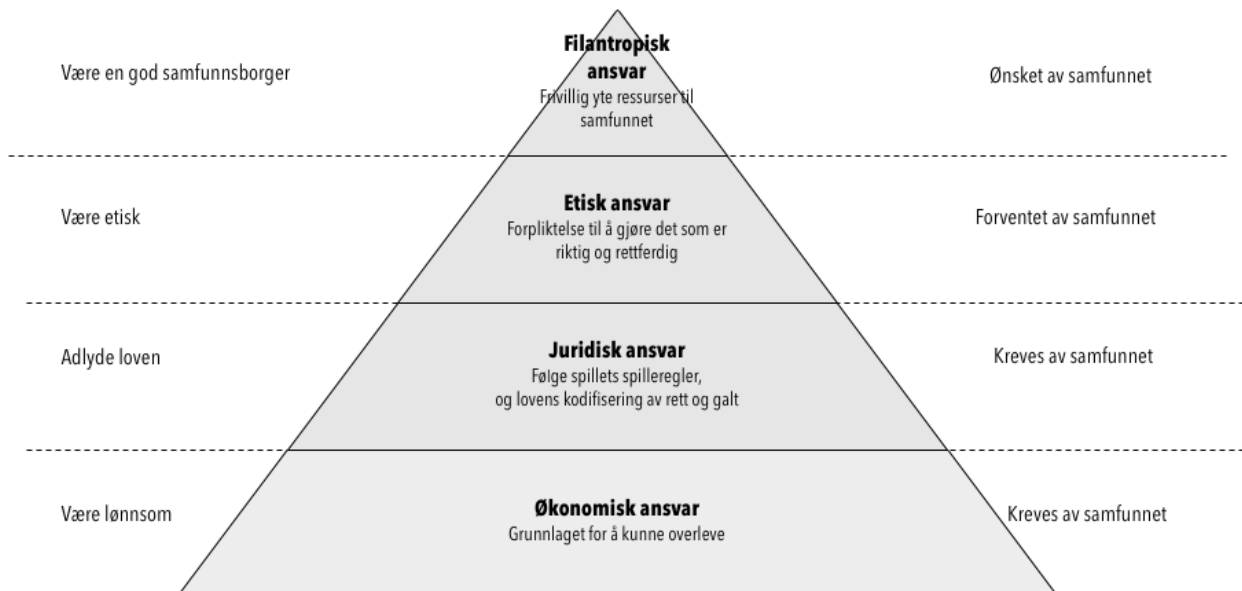 Filantropisk
ansvar
Være en god samfunnsborger
Frivillig yte ressurser til
samfunnet
Ønsket av samfunnet
Etisk ansvar
Være etisk
Forpliktelse til å gjøre det som er
riktig og rettferdig
Forventet av samfunnet
Juridisk ansvar
Adlyde loven
Følge spillets spilleregler,
og lovens kodifisering av rett og galt
Kreves av samfunnet
Økonomisk ansvar
Være lønnsom
Grunnlaget for å kunne overleve
Kreves av samfunnet